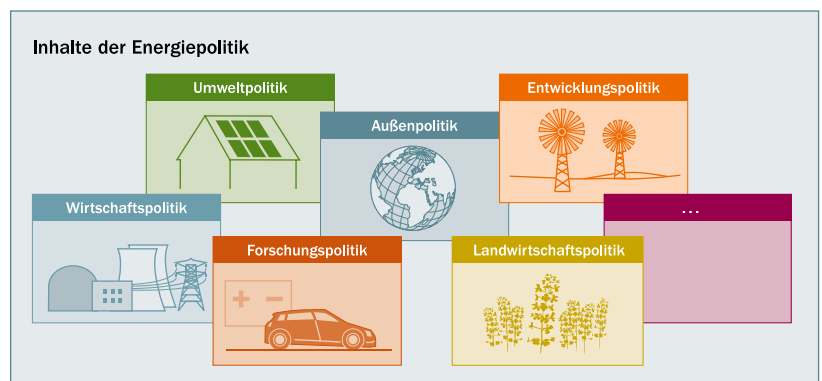 Inhalte der Energiepolitik
Umweltpolitik
Entwicklungspolitik
Außenpolitik
Wirtschaftspolitik
...
Forschungspolitik
Landwirtschaftspolitik
+ −